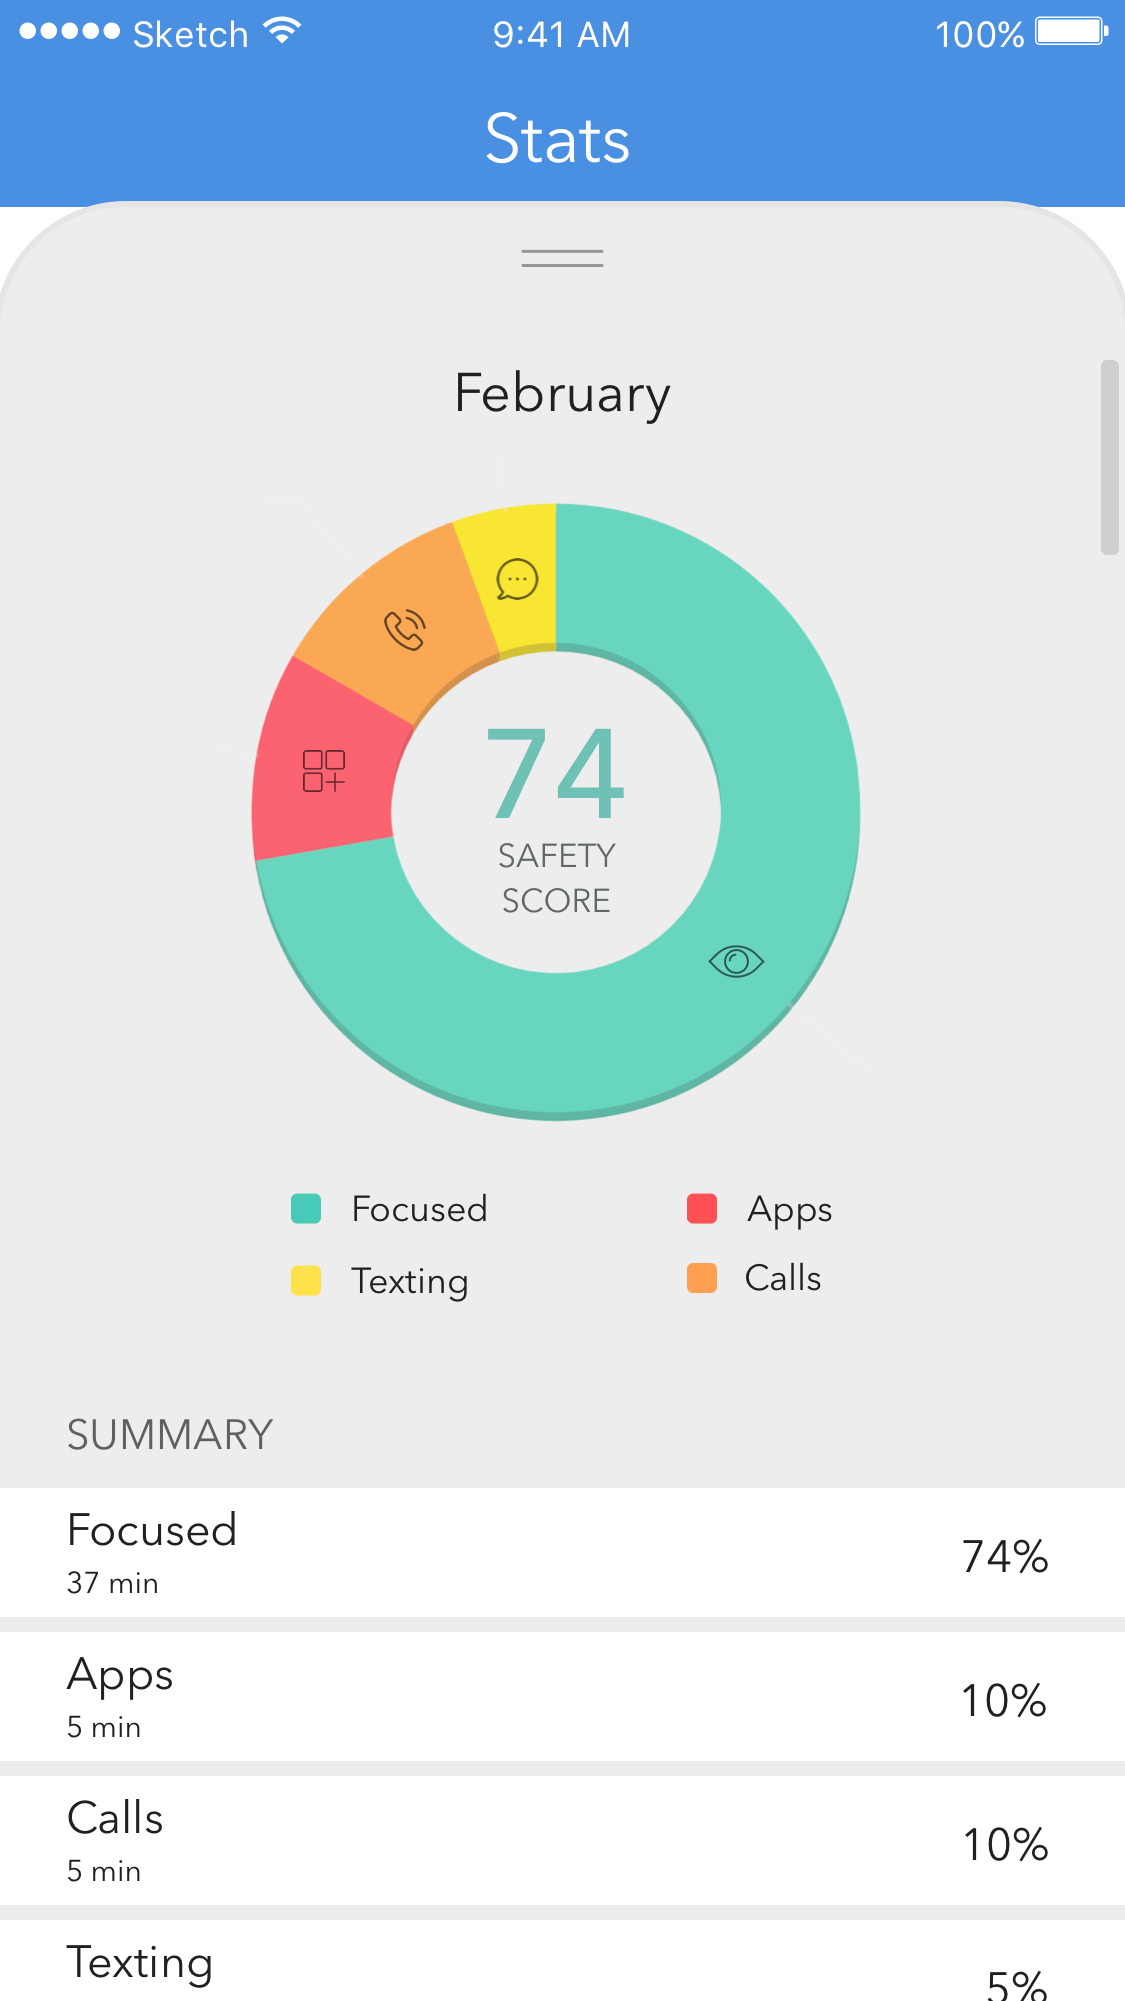 Sketch 9:41 AM 100%
Stats
February
74
SAFETY
SCORE
Focused Apps
Texting Calls
SUMMARY
Focused
37 min
74%
Apps
5 min
10%
Calls
5 min
10%
Texting
5%